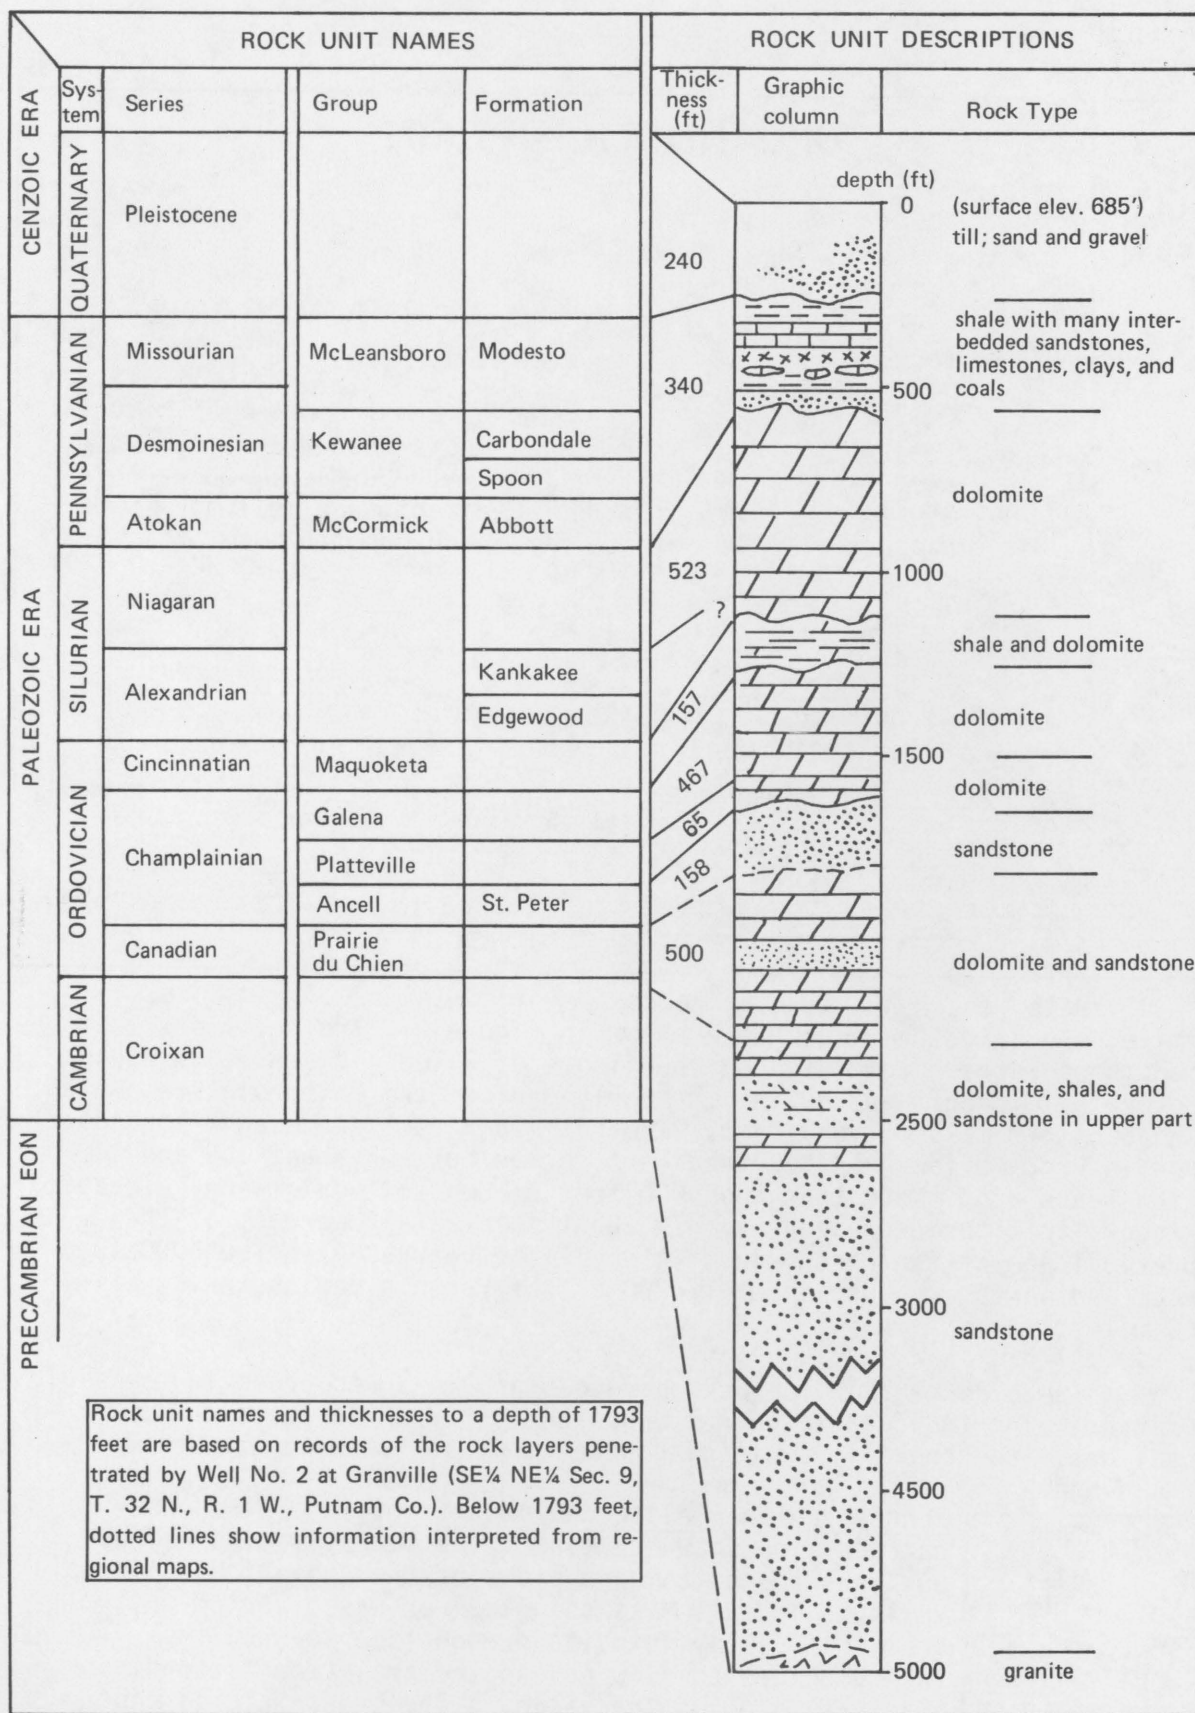 ROCK UNIT NAMES
ROCK UNIT DESCRIPTIONS
CENZOIC ERA
Sys-
tem
Series
Group
Formation
Thick-
ness
(ft)
Graphic
column
Rock Type
QUATERNARY
Pleistocene
240
depth (ft)
0
(surface elev. 685')
till; sand and gravel
PALEOZOIC ERA
PENNSYLVANIAN
Missourian
McLeansboro
Modesto
340
500
shale with many inter-
bedded sandstones,
limestones, clays, and
coals
Desmoinesian
Kewanee
Carbondale
Spoon
Atokan
McCormick
Abbott
dolomite
SILURIAN
Niagaran
523
1000
?
Alexandrian
Kankakee
Edgewood
157
shale and dolomite
ORDOVICIAN
Cincinnatian
Maquoketa
467
dolomite
1500
Champlainian
Galena
65
dolomite
Platteville
158
sandstone
Ancell
St. Peter
Canadian
Prairie
du Chien
500
dolomite and sandstone
CAMBRIAN
Croixan
dolomite, shales, and
2500
sandstone in upper part
PRECAMBRIAN EON
3000
sandstone
4500
5000
granite
Rock unit names and thicknesses to a depth of 1793
feet are based on records of the rock layers pene-
trated by Well No. 2 at Granville (SE¼ NE¼ Sec. 9,
T. 32 N., R. 1 W., Putnam Co.). Below 1793 feet,
dotted lines show information interpreted from re-
gional maps.